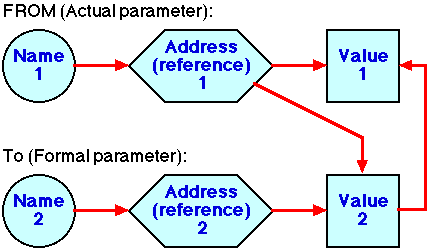 FROM (Actual parameter):
Name
1
Address
(reference)
1
Value
1
To (Formal parameter):
Name
2
Address
(reference)
2
Value
2